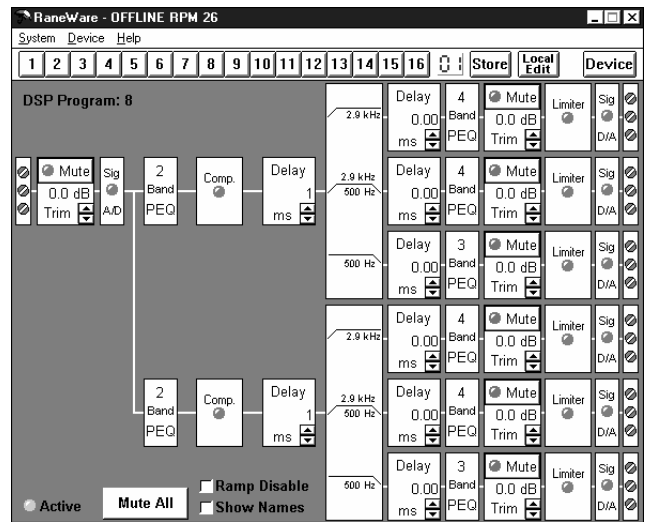 RaneWare - OFFLINE RPM 26
System Device Help
1 2 3 4 5 6 7 8 9 10 11 12 13 14 15 16 01 Store Local Edit Device
DSP Program: 8
Mute
0.0 dB
Trim
Sig
A/D
2
Band
PEQ
Comp.
Delay
1
ms
2.9 kHz
Delay
0.00
ms
4
Band
PEQ
Mute
0.0 dB
Trim
Limiter
Sig
D/A
2.9 kHz
500 Hz
Delay
0.00
ms
4
Band
PEQ
Mute
0.0 dB
Trim
Limiter
Sig
D/A
500 Hz
Delay
0.00
ms
3
Band
PEQ
Mute
0.0 dB
Trim
Limiter
Sig
D/A
2
Band
PEQ
Comp.
Delay
1
ms
2.9 kHz
Delay
0.00
ms
4
Band
PEQ
Mute
0.0 dB
Trim
Limiter
Sig
D/A
2.9 kHz
500 Hz
Delay
0.00
ms
4
Band
PEQ
Mute
0.0 dB
Trim
Limiter
Sig
D/A
500 Hz
Delay
0.00
ms
3
Band
PEQ
Mute
0.0 dB
Trim
Limiter
Sig
D/A
Active
Mute All
Ramp Disable
Show Names